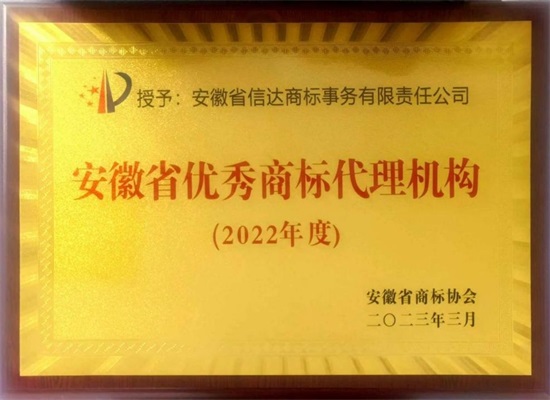 授予：安徽省信达商标事务有限责任公司
安徽省优秀商标代理机构
(2022年度)
安徽省商标协会
二〇二三年三月